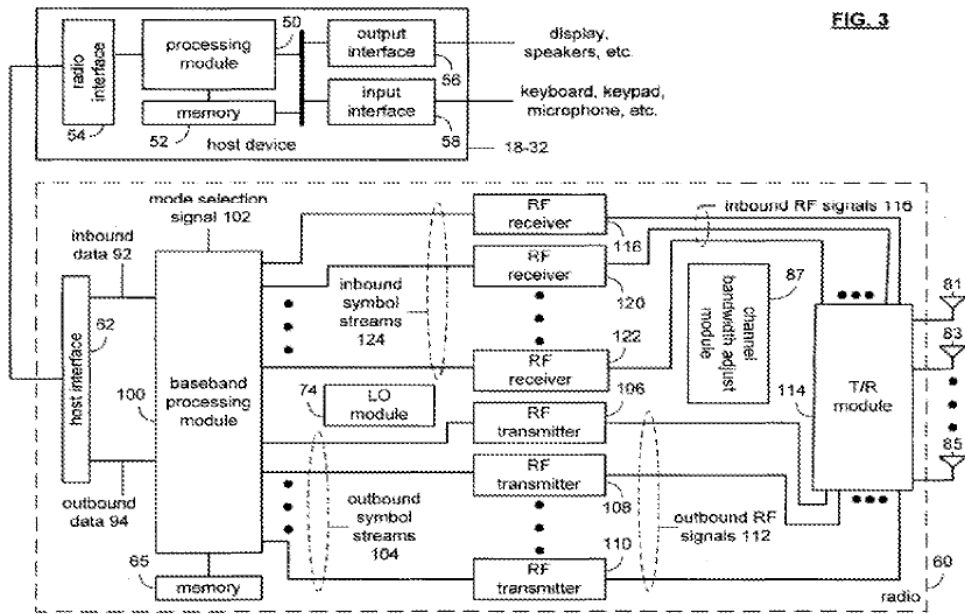 FIG. 3
50
processing
module
output
interface
56
display,
speakers, etc.
radio
interface
54
memory
52
input
interface
58
keyboard, keypad,
microphone, etc.
host device
18-32
mode selection
signal 102
RF
receiver
116
inbound RF signals 116
inbound
data 92
RF
receiver
120
87
channel
bandwidth adjust
module
81
62
host interface
inbound
symbol
streams
124
122
83
100
baseband
processing
module
RF
receiver
114
T/R
module
74
LO
module
106
RF
transmitter
85
outbound
data 94
RF
transmitter
108
outbound
symbol
streams
104
outbound RF
signals 112
65
memory
110
RF
transmitter
60
radio